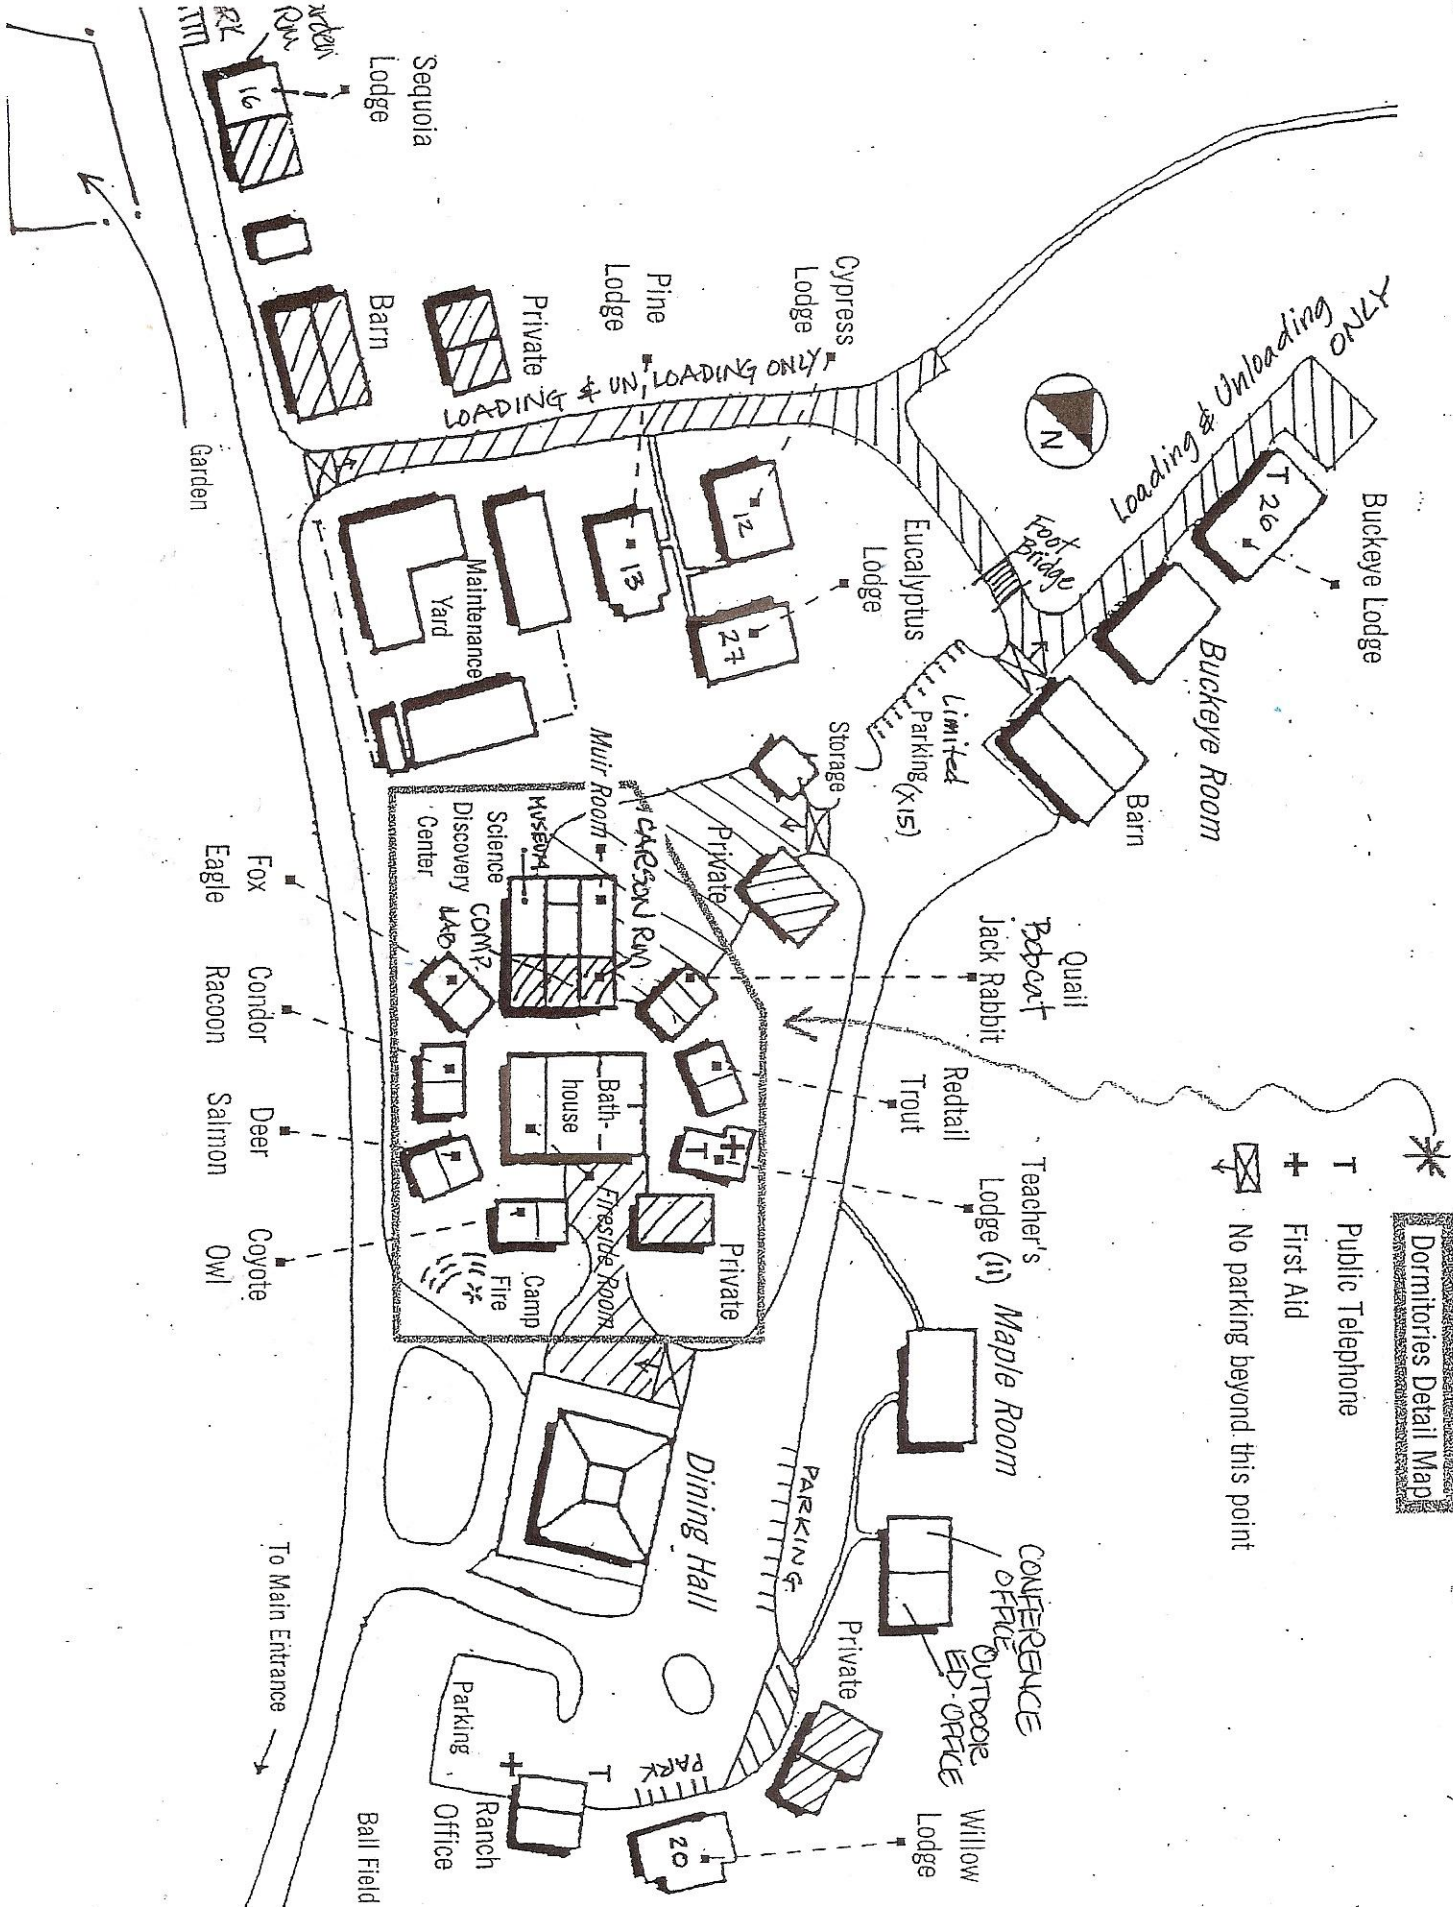 Dormitories Detail Map
T Public Telephone
+ First Aid
No parking beyond this point
Loading & Unloading
ONLY
Buckeye Lodge
T 26
Buckeye Room
Barn
Foot
Bridge
N
Cypress
Lodge
Pine
Lodge
LOADING & UN, LOADING ONLY
Private
Barn
Sequoia
Lodge
16
RM
Garden
12
13
27
Eucalyptus
Lodge
Limited
Parking (X15)
Storage
Maintenance
Yard
Muir Room
CARSON RM
MUSEUM
Science
Discovery
Center
COMP.
LAB
Private
Quail
Bobcat
Jack Rabbit
Redtail
Trout
Teacher's
Lodge (11)
T
Bath-
house
Fireside Room
Private
Camp
Fire
Fox
Eagle
Condor
Racoon
Deer
Salmon
Coyote
Owl
Maple Room
PARKING
Dining Hall
CONFERENCE
OFFICE
OUTDOOR
ED. OFFICE
Private
Willow
Lodge
20
PARK
T
Parking
Ranch
Office
Ball Field
To Main Entrance